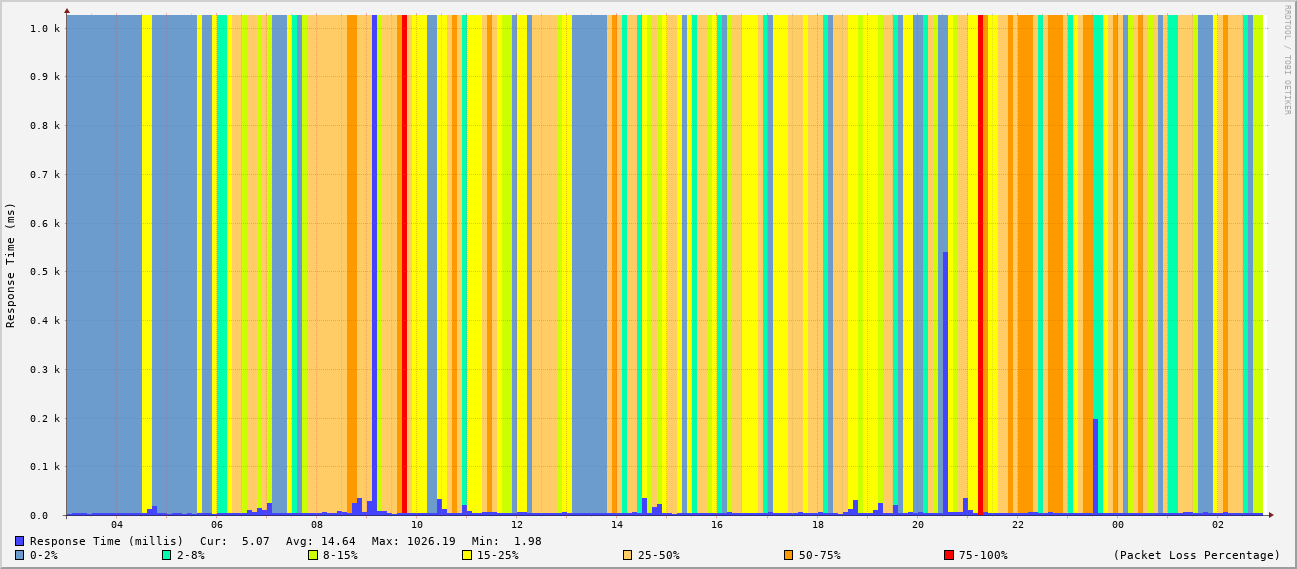 RRDTOOL / TOBI OETIKER
Response Time (ms)
1.0 k
0.9 k
0.8 k
0.7 k
0.6 k
0.5 k
0.4 k
0.3 k
0.2 k
0.1 k
0.0
04 06 08 10 12 14 16 18 20 22 00 02
Response Time (millis) Cur: 5.07 Avg: 14.64 Max: 1026.19 Min: 1.98
0-2% 2-8% 8-15% 15-25% 25-50% 50-75% 75-100% (Packet Loss Percentage)